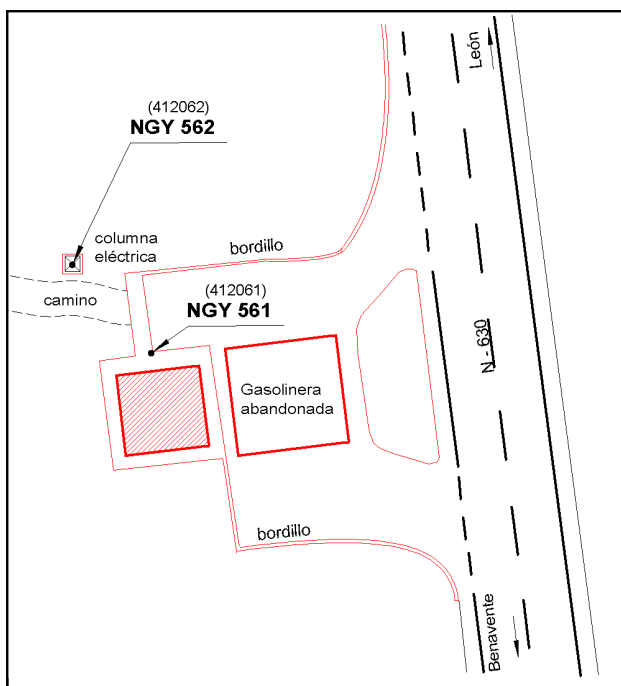 León
(412062)
NGY 562
columna
eléctrica
bordillo
camino
(412061)
NGY 561
N - 630
Gasolinera
abandonada
bordillo
Benavente